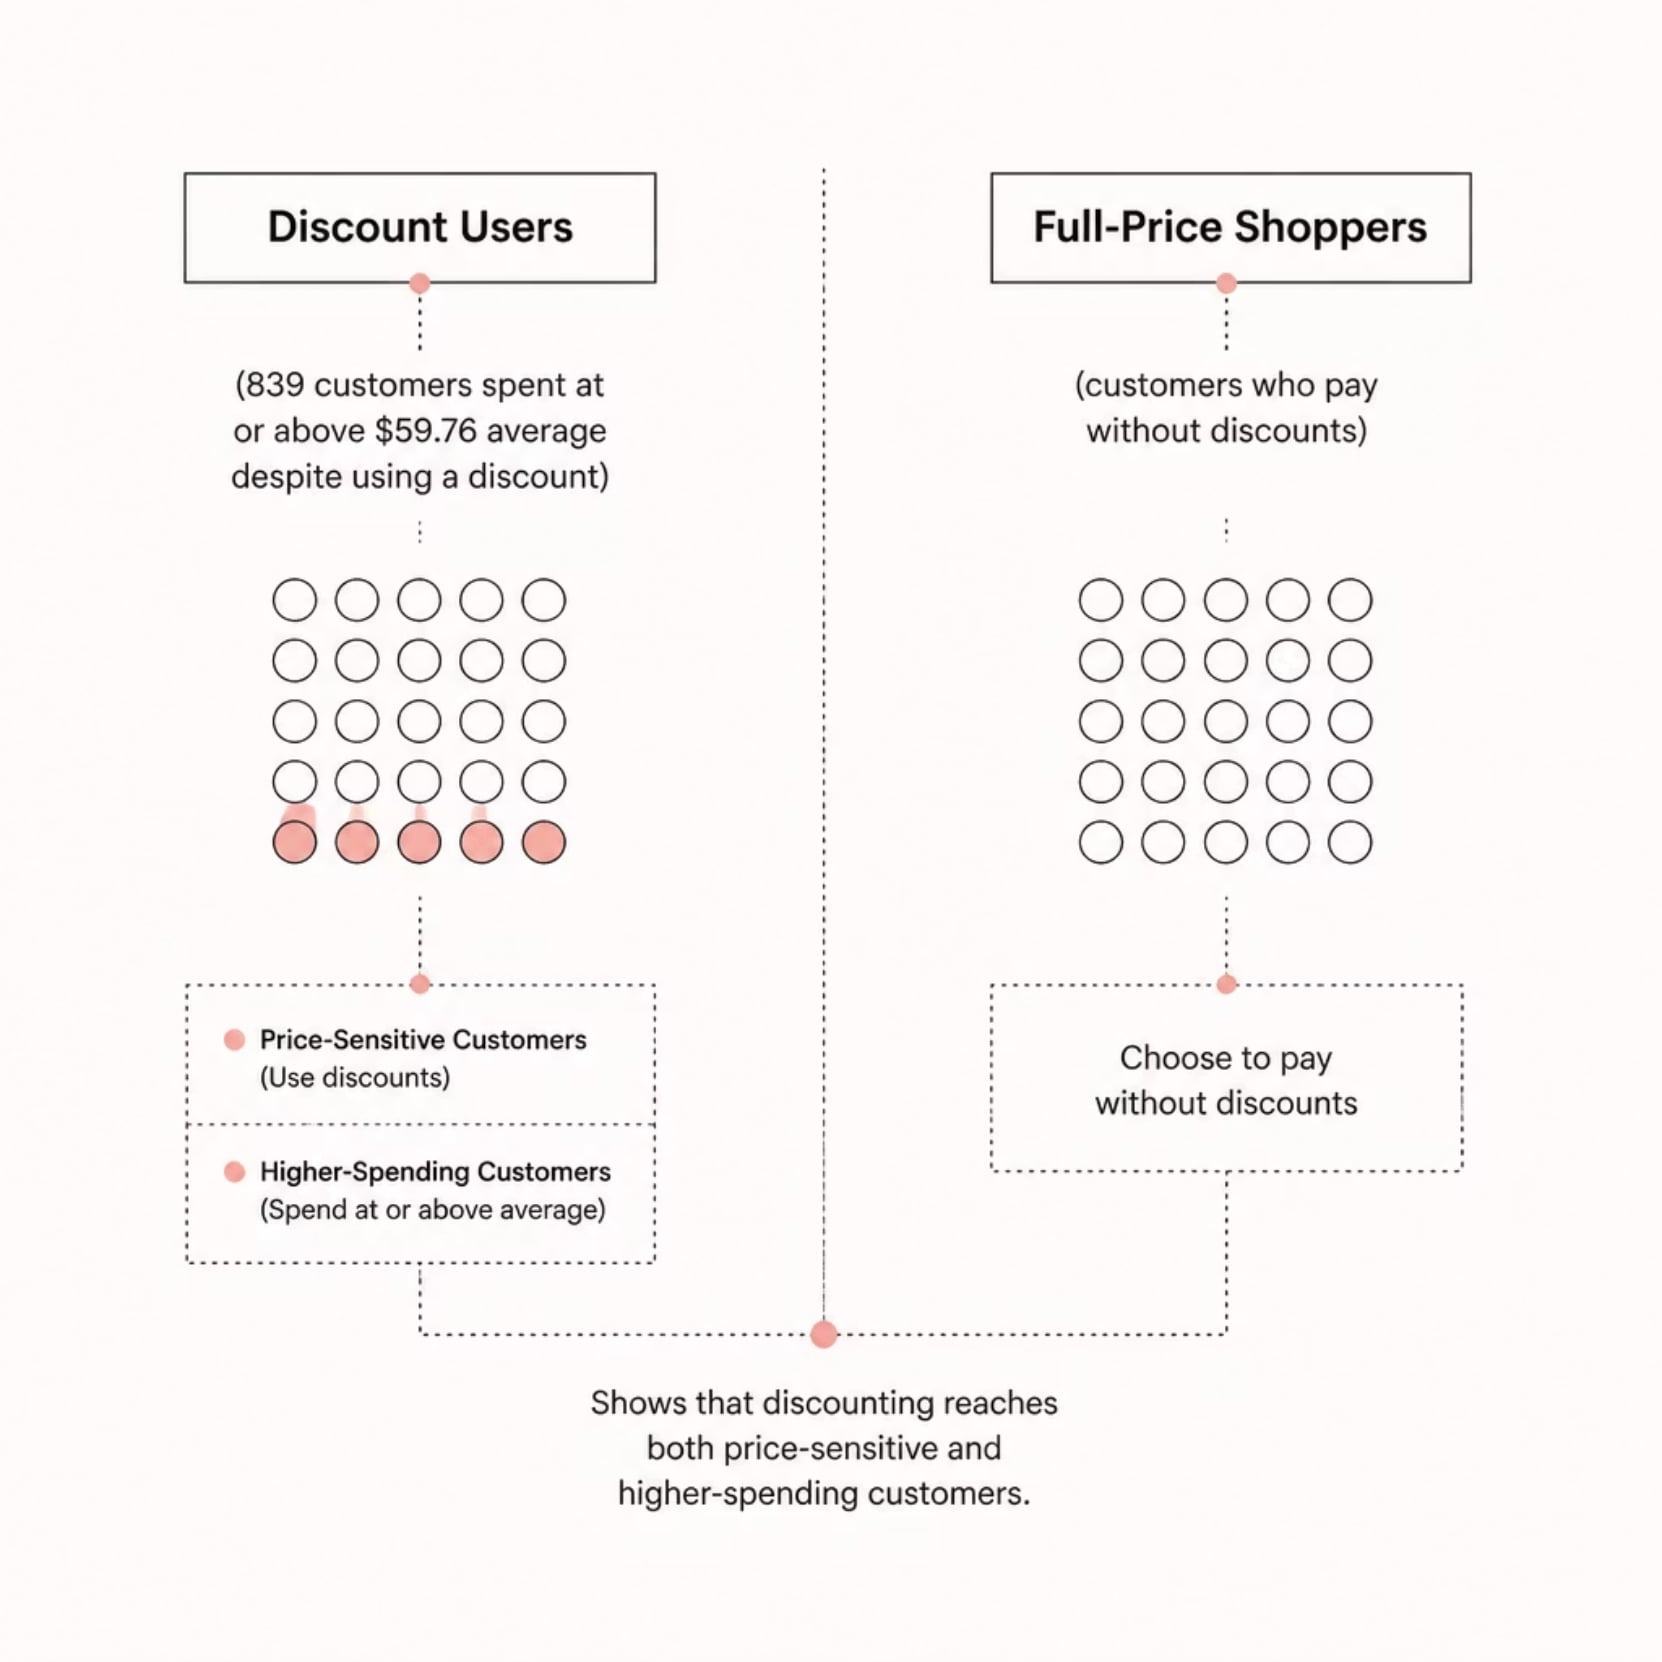 Discount Users
(839 customers spent at
or above $59.76 average
despite using a discount)
Price-Sensitive Customers
(Use discounts)
Higher-Spending Customers
(Spend at or above average)
Full-Price Shoppers
(customers who pay
without discounts)
Choose to pay
without discounts
Shows that discounting reaches
both price-sensitive and
higher-spending customers.